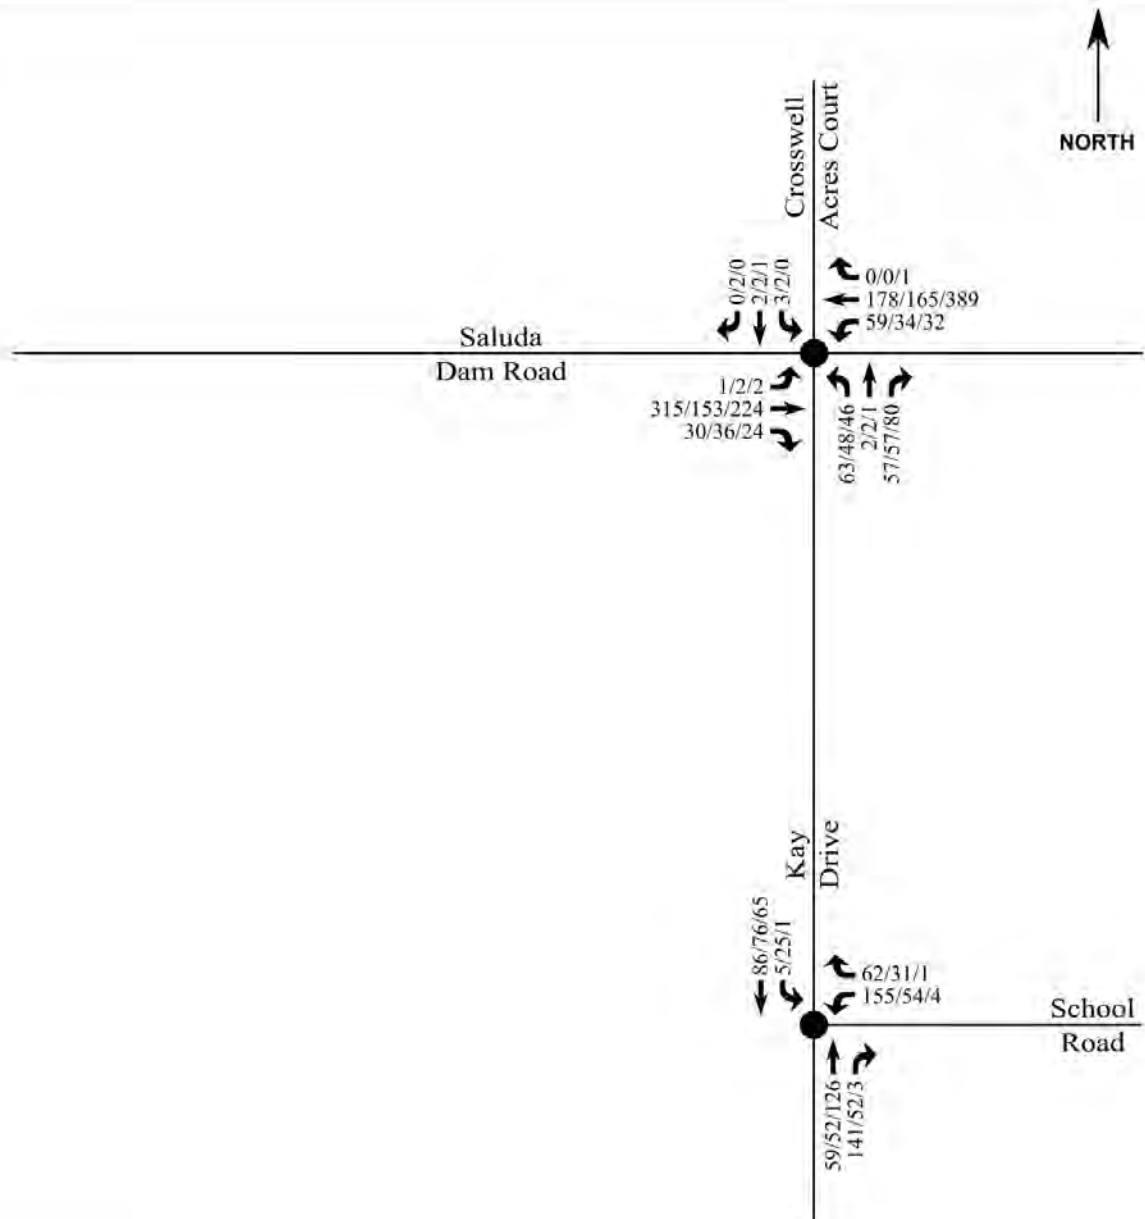 NORTH
Crosswell
Acres Court
0/2/0
2/2/1
3/2/0
0/0/1
178/165/389
59/34/32
Saluda
Dam Road
1/2/2
315/153/224
30/36/24
63/48/46
2/2/1
57/57/80
Kay
Drive
86/76/65
5/25/1
62/31/1
155/54/4
School
Road
59/52/126
141/52/3